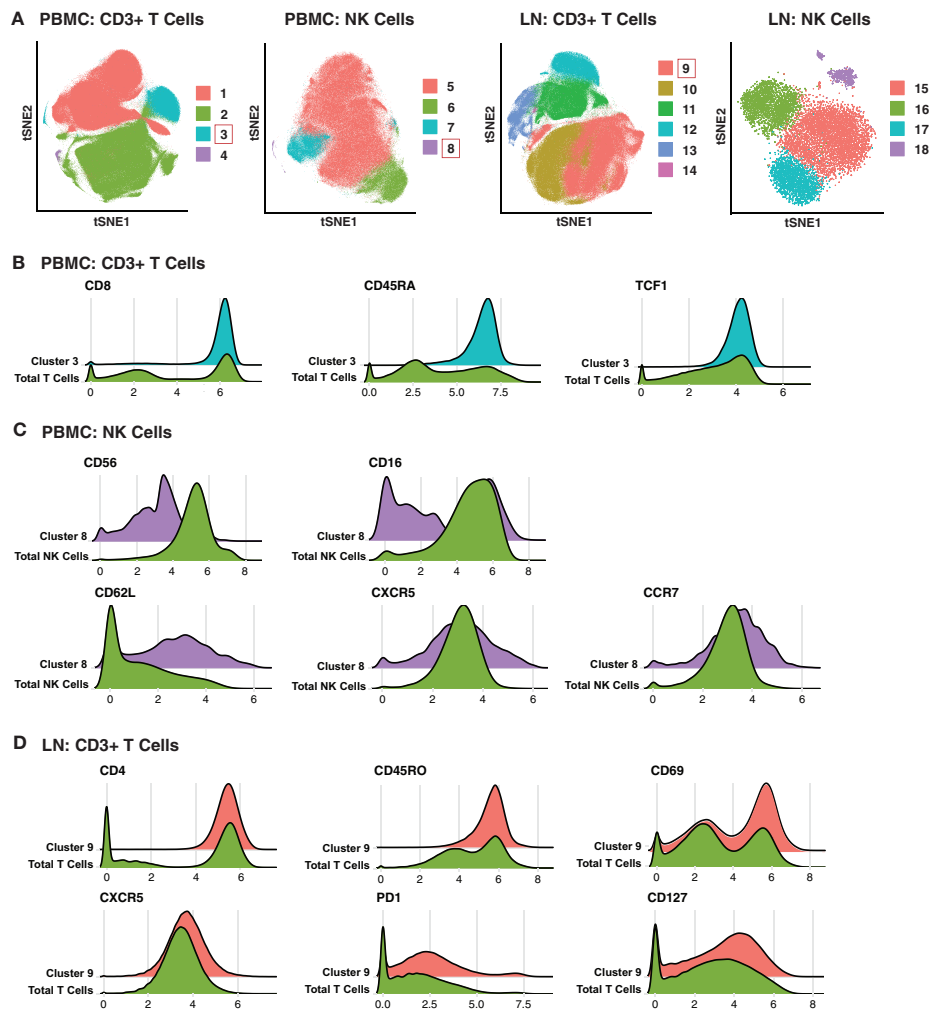 A PBMC: CD3+ T Cells PBMC: NK Cells LN: CD3+ T Cells LN: NK Cells
tSNE2 tSNE1 1 2 3 4
tSNE2 tSNE1 5 6 7 8
tSNE2 tSNE1 9 10 11 12 13 14
tSNE2 tSNE1 15 16 17 18
B PBMC: CD3+ T Cells
CD8 CD45RA TCF1
Cluster 3 Cluster 3 Cluster 3
Total T Cells Total T Cells Total T Cells
0 2 4 6 0.0 2.5 5.0 7.5 0 2 4 6
C PBMC: NK Cells
CD56 CD16
Cluster 8 Cluster 8
Total NK Cells Total NK Cells
0 2 4 6 8 0 2 4 6 8
CD62L CXCR5 CCR7
Cluster 8 Cluster 8 Cluster 8
Total NK Cells Total NK Cells Total NK Cells
0 2 4 6 0 2 4 6 0 2 4 6
D LN: CD3+ T Cells
CD4 CD45RO CD69
Cluster 9 Cluster 9 Cluster 9
Total T Cells Total T Cells Total T Cells
0 2 4 6 0 2 4 6 8 0 2 4 6 8
CXCR5 PD1 CD127
Cluster 9 Cluster 9 Cluster 9
Total T Cells Total T Cells Total T Cells
0 2 4 6 0.0 2.5 5.0 7.5 0 2 4 6 8